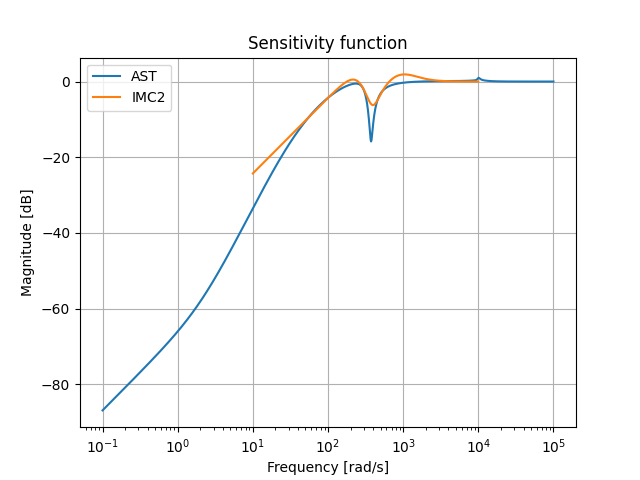 Sensitivity function
AST
IMC2
Magnitude [dB]
0
−20
−40
−60
−80
10⁻¹ 10⁰ 10¹ 10² 10³ 10⁴ 10⁵
Frequency [rad/s]